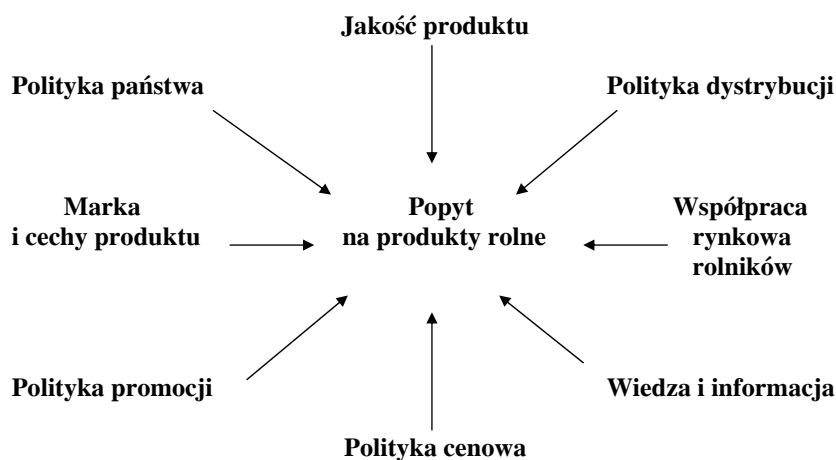 Jakość produktu
Polityka państwa
Polityka dystrybucji
Marka
i cechy produktu
Popyt
na produkty rolne
Współpraca
rynkowa
rolników
Polityka promocji
Wiedza i informacja
Polityka cenowa